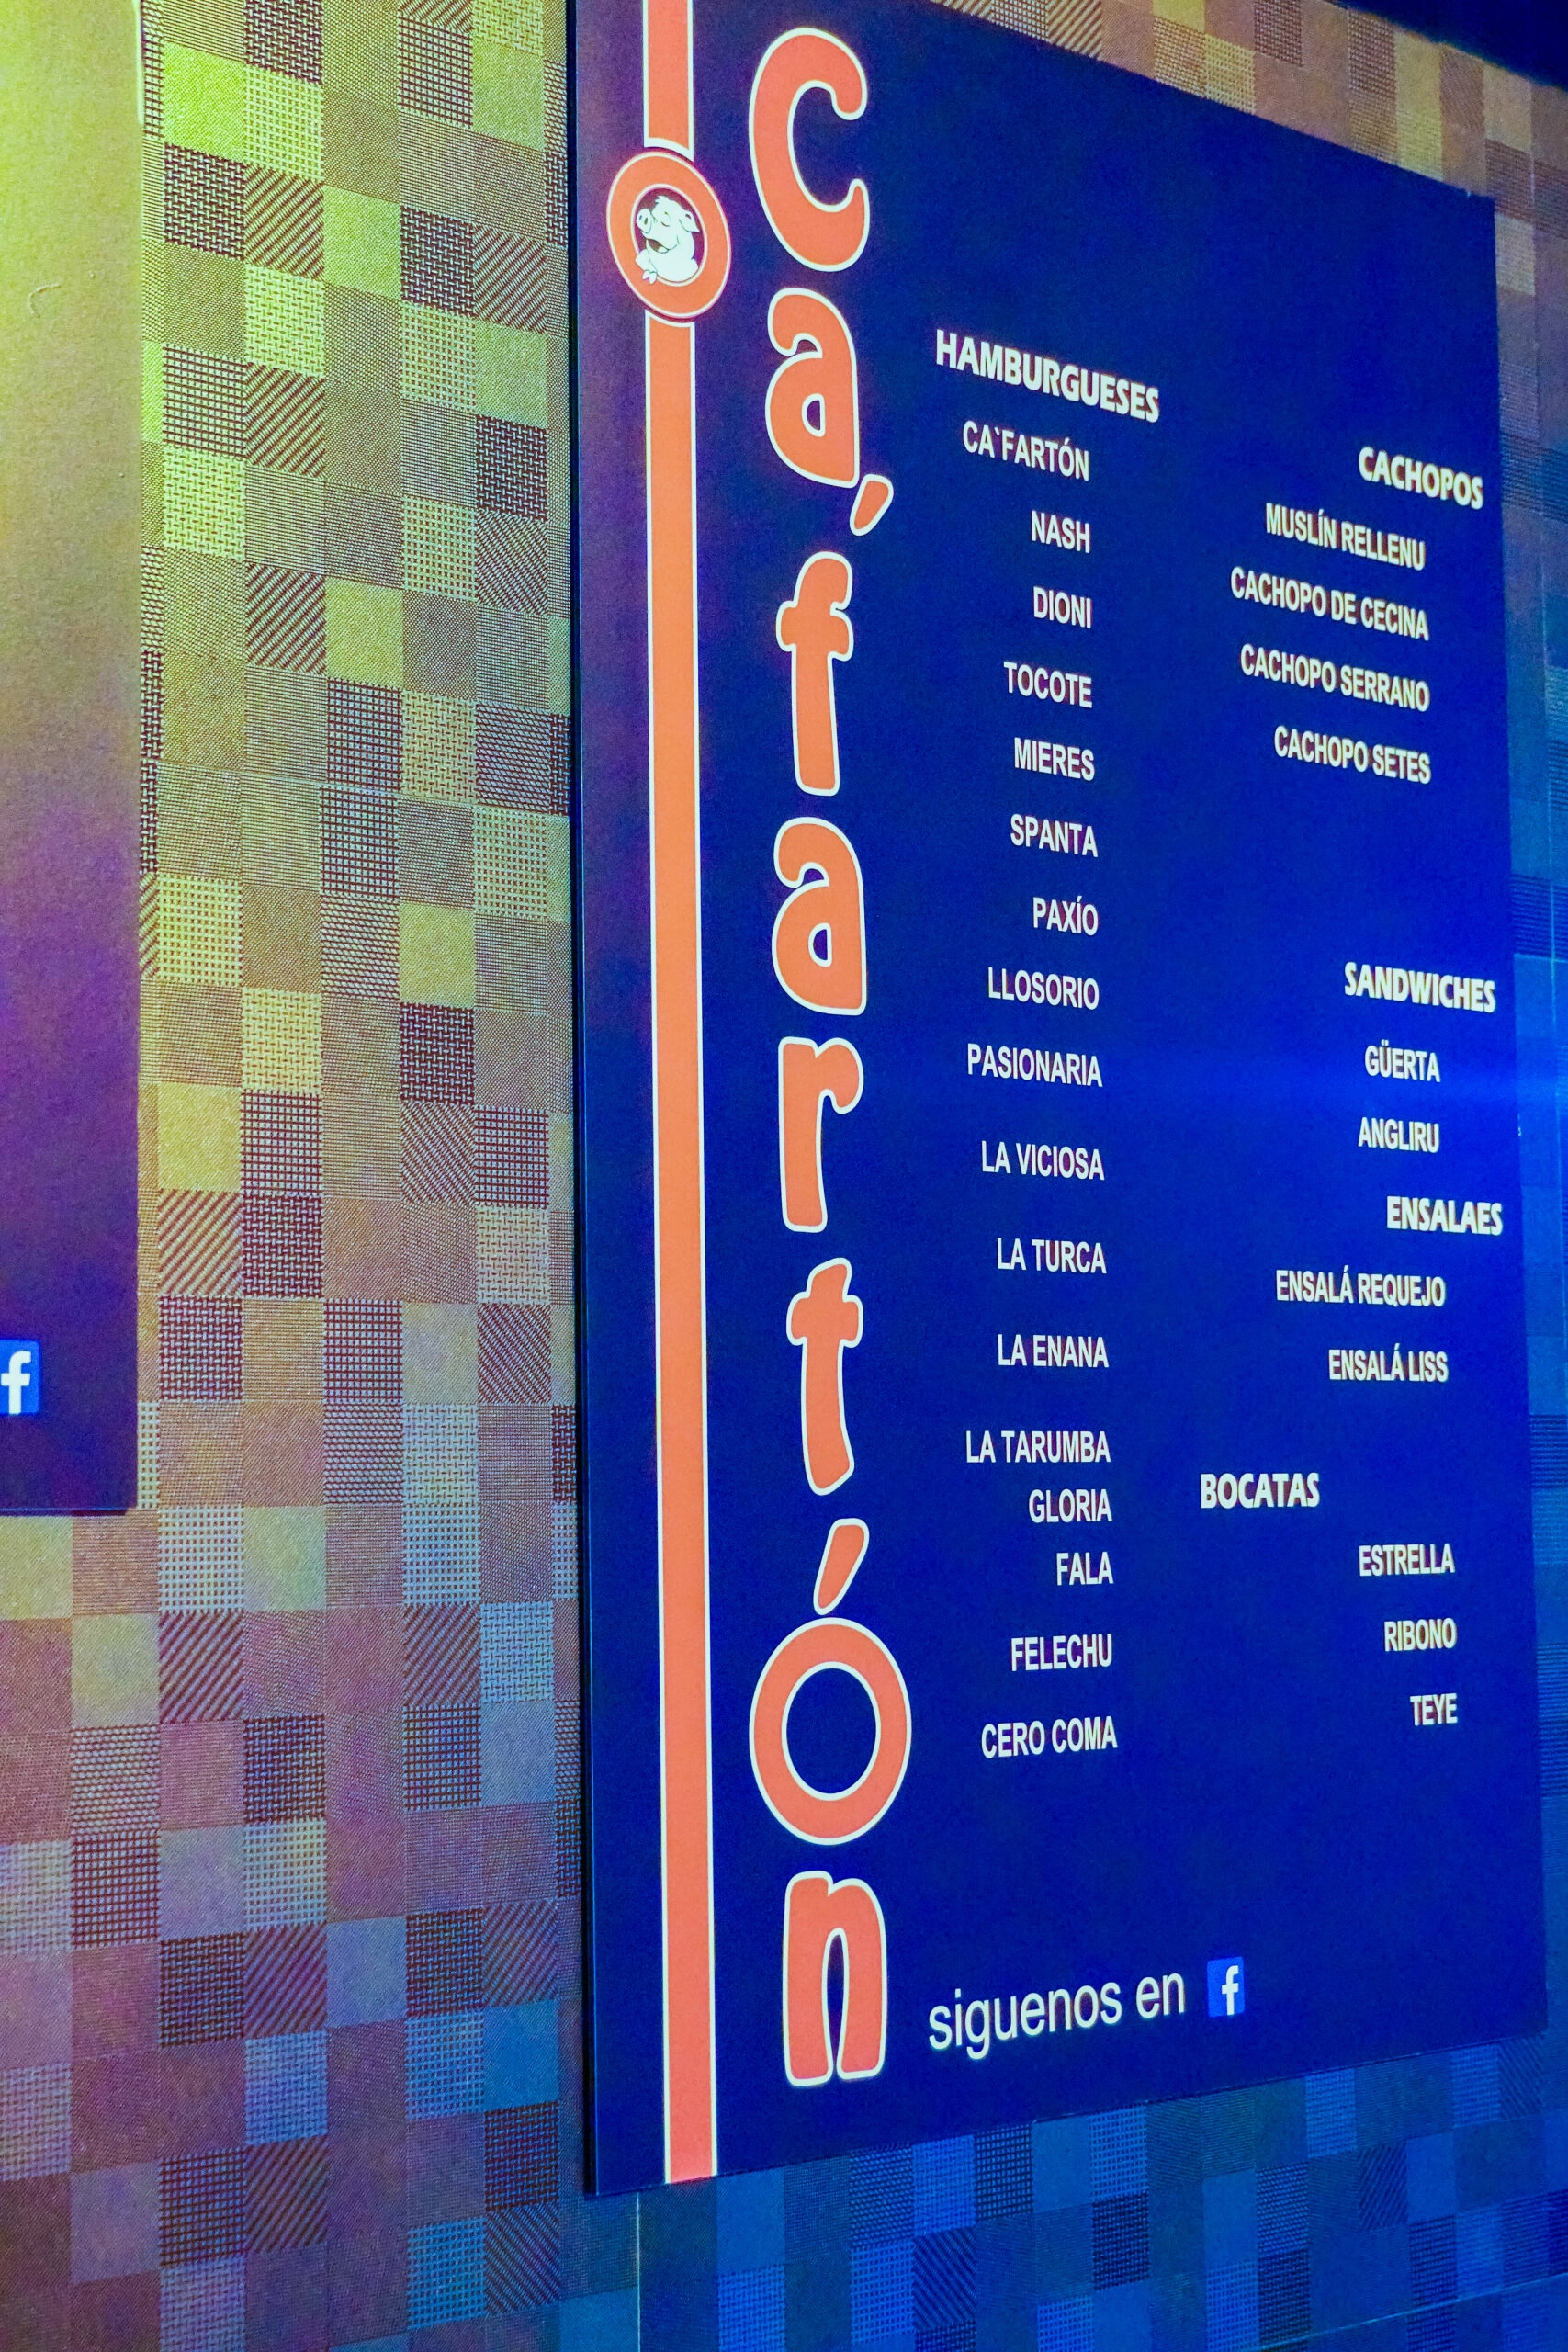 Ca'fartón
HAMBURGUESES
CA`FARTÓN
NASH
DIONI
TOCOTE
MIERES
SPANTA
PAXÍO
LLOSORIO
PASIONARIA
LA VICIOSA
LA TURCA
LA ENANA
LA TARUMBA
GLORIA
FALA
FELECHU
CERO COMA
CACHOPOS
MUSLÍN RELLENU
CACHOPO DE CECINA
CACHOPO SERRANO
CACHOPO SETES
SANDWICHES
GÜERTA
ANGLIRU
ENSALAES
ENSALÁ REQUEJO
ENSALÁ LISS
BOCATAS
ESTRELLA
RIBONO
TEYE
siguenos en f
f